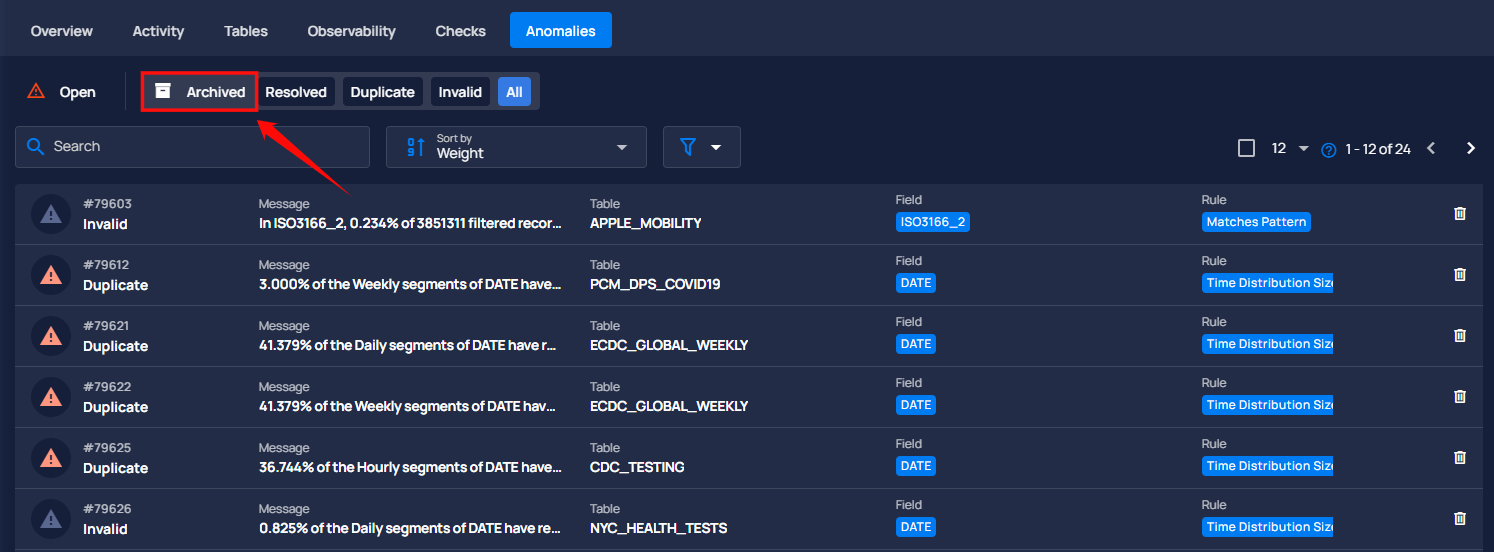 Overview Activity Tables Observability Checks Anomalies
Open Archived Resolved Duplicate Invalid All
Search
Sort by
Weight
12 1 - 12 of 24
#79603 Message Table Field Rule
Invalid In ISO3166_2, 0.234% of 3851311 filtered recor... APPLE_MOBILITY ISO3166_2 Matches Pattern
#79612 Message Table Field Rule
Duplicate 3.000% of the Weekly segments of DATE have... PCM_DPS_COVID19 DATE Time Distribution Size
#79621 Message Table Field Rule
Duplicate 41.379% of the Daily segments of DATE have r... ECDC_GLOBAL_WEEKLY DATE Time Distribution Size
#79622 Message Table Field Rule
Duplicate 41.379% of the Weekly segments of DATE hav... ECDC_GLOBAL_WEEKLY DATE Time Distribution Size
#79625 Message Table Field Rule
Duplicate 36.744% of the Hourly segments of DATE have... CDC_TESTING DATE Time Distribution Size
#79626 Message Table Field Rule
Invalid 0.825% of the Daily segments of DATE have re... NYC_HEALTH_TESTS DATE Time Distribution Size